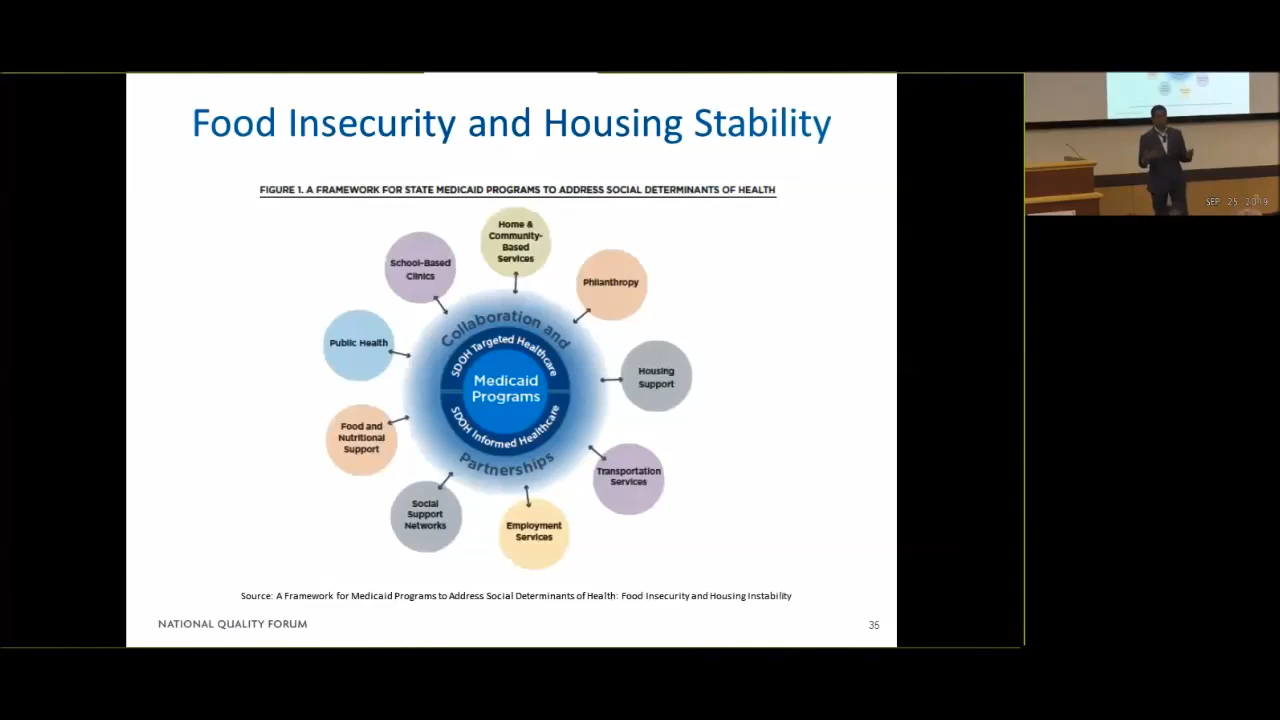 Food Insecurity and Housing Stability
FIGURE 1. A FRAMEWORK FOR STATE MEDICAID PROGRAMS TO ADDRESS SOCIAL DETERMINANTS OF HEALTH
Home &
Community-
Based
Services
School-Based
Clinics
Philanthropy
Public Health
Housing
Support
Food and
Nutritional
Support
Transportation
Services
Social
Support
Networks
Employment
Services
Collaboration and
SDOH Targeted Healthcare
Medicaid
Programs
SDOH Informed Healthcare
Partnerships
Source: A Framework for Medicaid Programs to Address Social Determinants of Health: Food Insecurity and Housing Instability
NATIONAL QUALITY FORUM
35
SEP. 25. 2019